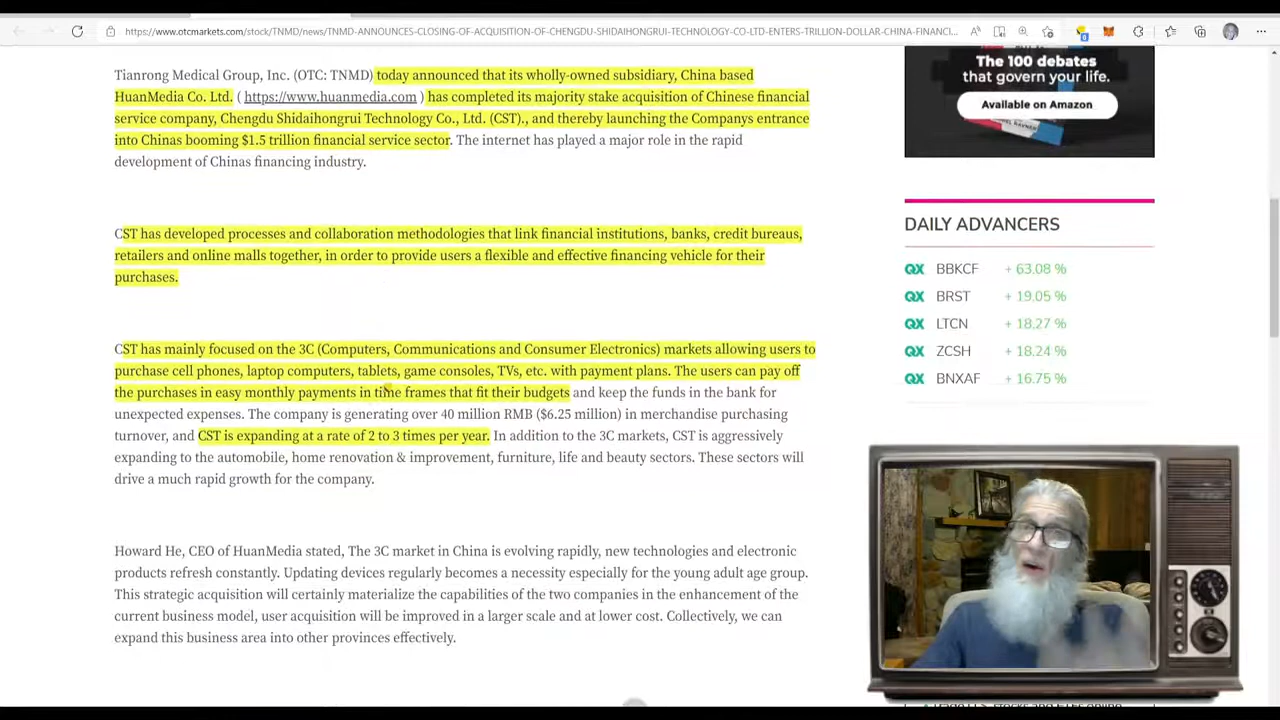 https://www.otcmarkets.com/stock/TNMD/news/TNMD-ANNOUNCES-CLOSING-OF-ACQUISITION-OF-CHENGDU-SHIDAIHONGRUI-TECHNOLOGY-CO-LTD-ENTERS-TRILLION-DOLLAR-CHINA-FINANCI...
Tianrong Medical Group, Inc. (OTC: TNMD) today announced that its wholly-owned subsidiary, China based
HuanMedia Co. Ltd. ( https://www.huanmedia.com ) has completed its majority stake acquisition of Chinese financial
service company, Chengdu Shidaihongrui Technology Co., Ltd. (CST)., and thereby launching the Companys entrance
into Chinas booming $1.5 trillion financial service sector. The internet has played a major role in the rapid
development of Chinas financing industry.
CST has developed processes and collaboration methodologies that link financial institutions, banks, credit bureaus,
retailers and online malls together, in order to provide users a flexible and effective financing vehicle for their
purchases.
CST has mainly focused on the 3C (Computers, Communications and Consumer Electronics) markets allowing users to
purchase cell phones, laptop computers, tablets, game consoles, TVs, etc. with payment plans. The users can pay off
the purchases in easy monthly payments in time frames that fit their budgets and keep the funds in the bank for
unexpected expenses. The company is generating over 40 million RMB ($6.25 million) in merchandise purchasing
turnover, and CST is expanding at a rate of 2 to 3 times per year. In addition to the 3C markets, CST is aggressively
expanding to the automobile, home renovation & improvement, furniture, life and beauty sectors. These sectors will
drive a much rapid growth for the company.
Howard He, CEO of HuanMedia stated, The 3C market in China is evolving rapidly, new technologies and electronic
products refresh constantly. Updating devices regularly becomes a necessity especially for the young adult age group.
This strategic acquisition will certainly materialize the capabilities of the two companies in the enhancement of the
current business model, user acquisition will be improved in a larger scale and at lower cost. Collectively, we can
expand this business area into other provinces effectively.
The 100 debates
that govern your life.
Available on Amazon
DAILY ADVANCERS
QX BBKCF + 63.08 %
QX BRST + 19.05 %
QX LTCN + 18.27 %
QX ZCSH + 18.24 %
QX BNXAF + 16.75 %